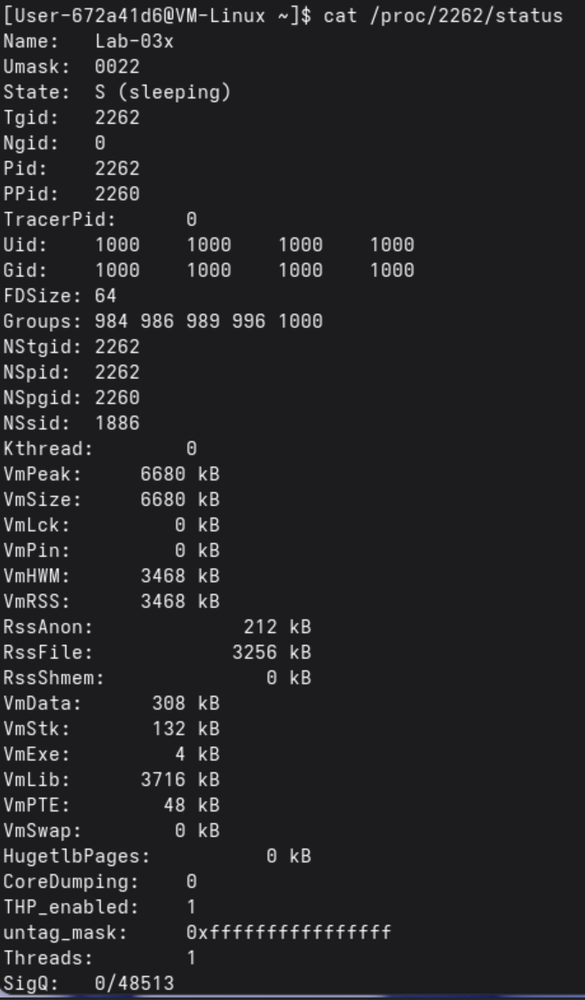 [User-672a41d6@VM-Linux ~]$ cat /proc/2262/status
Name:   Lab-03x
Umask:  0022
State:  S (sleeping)
Tgid:   2262
Ngid:   0
Pid:    2262
PPid:   2260
TracerPid:      0
Uid:    1000    1000    1000    1000
Gid:    1000    1000    1000    1000
FDSize: 64
Groups: 984 986 989 996 1000
NStgid: 2262
NSpid:  2262
NSpgid: 2260
NSsid:  1886
Kthread:        0
VmPeak:     6680 kB
VmSize:     6680 kB
VmLck:         0 kB
VmPin:         0 kB
VmHWM:      3468 kB
VmRSS:      3468 kB
RssAnon:             212 kB
RssFile:            3256 kB
RssShmem:              0 kB
VmData:      308 kB
VmStk:       132 kB
VmExe:         4 kB
VmLib:      3716 kB
VmPTE:        48 kB
VmSwap:        0 kB
HugetlbPages:          0 kB
CoreDumping:    0
THP_enabled:    1
untag_mask:     0xffffffffffffffff
Threads:        1
SigQ:   0/48513